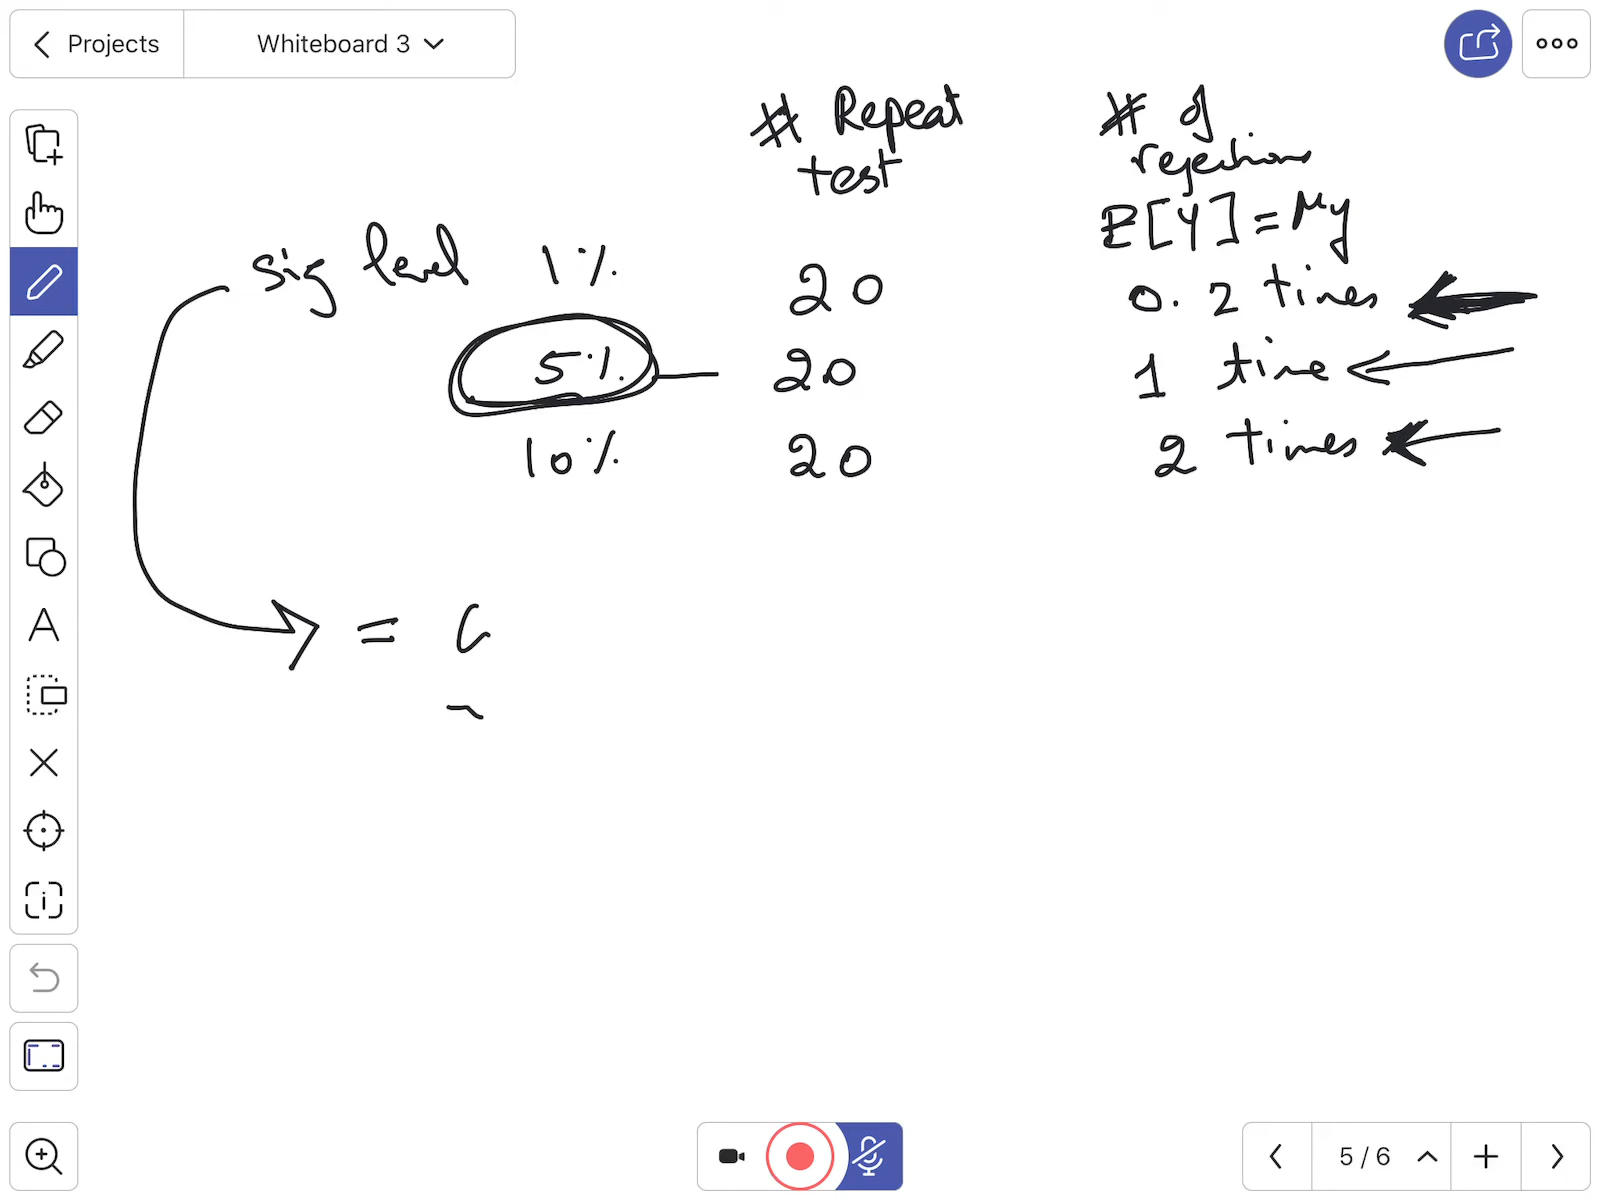 Projects
Whiteboard 3
# Repeat test
# of rejections
E[Y] = μy
sig level 1% 20 0.2 times
5% 20 1 time
10% 20 2 times
=
A
5 / 6